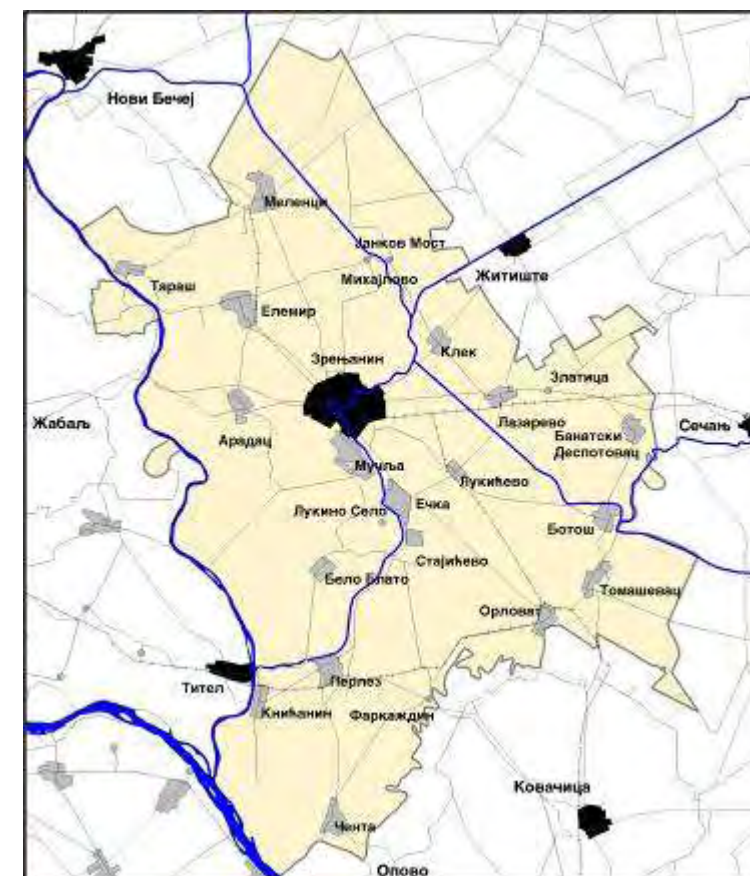 Нови Бечеј
Меленци
Јанков Мост
Михајлово
Житиште
Тараш
Елемир
Клек
Зрењанин
Златица
Жабаљ
Арадац
Лазарево
Банатски
Деспотовац
Сечањ
Мужља
Лукићево
Лукино Село
Ечка
Ботош
Стајићево
Бело Блато
Томашевац
Орловат
Тител
Перлез
Книћанин
Фаркаждин
Ковачица
Чента
Опово